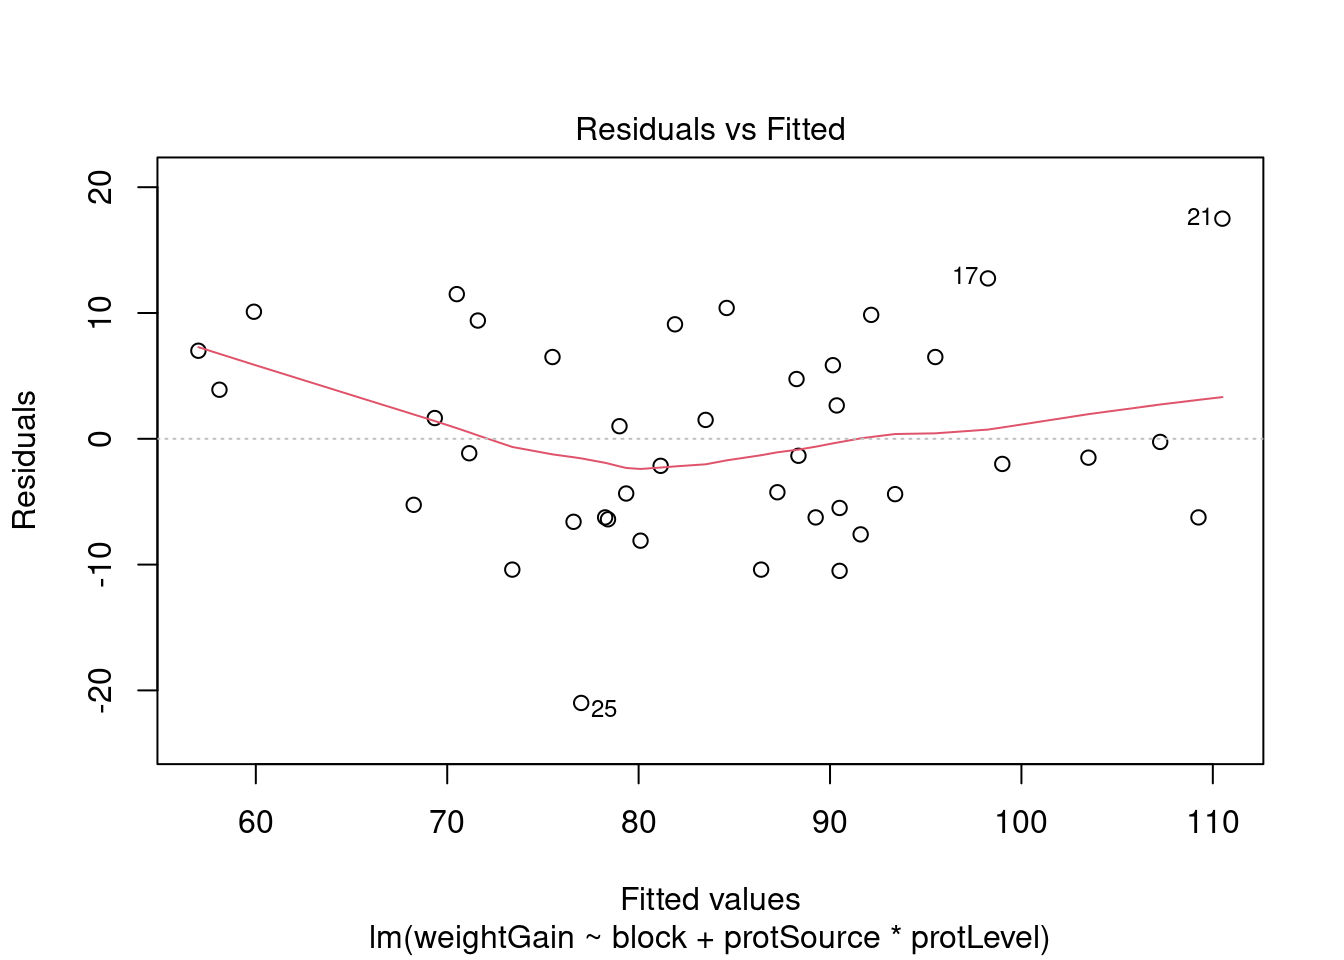 Residuals vs Fitted
20
10
0
-10
-20
Residuals
21
17
25
60 70 80 90 100 110
Fitted values
lm(weightGain ~ block + protSource * protLevel)